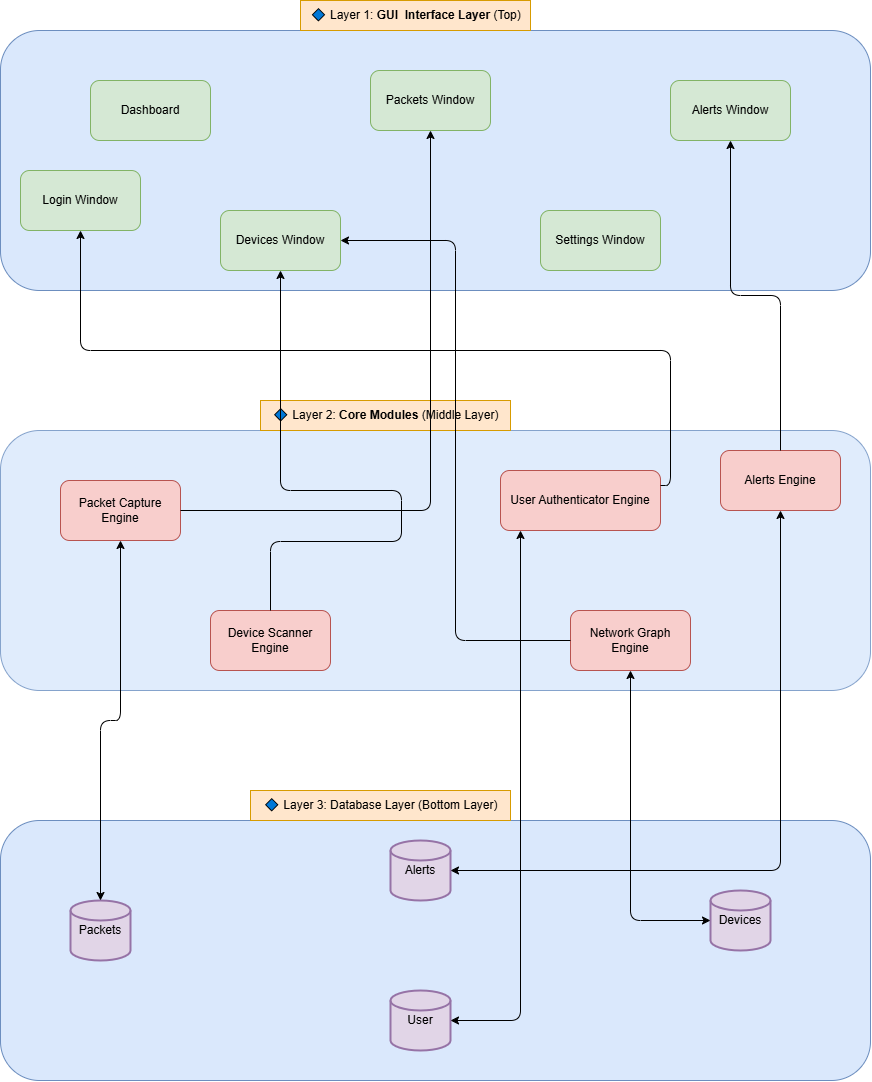 🔷 Layer 1: GUI Interface Layer (Top)
Dashboard
Packets Window
Alerts Window
Login Window
Devices Window
Settings Window
🔷 Layer 2: Core Modules (Middle Layer)
Packet Capture
Engine
User Authenticator Engine
Alerts Engine
Device Scanner
Engine
Network Graph
Engine
🔷 Layer 3: Database Layer (Bottom Layer)
Alerts
Packets
Devices
User